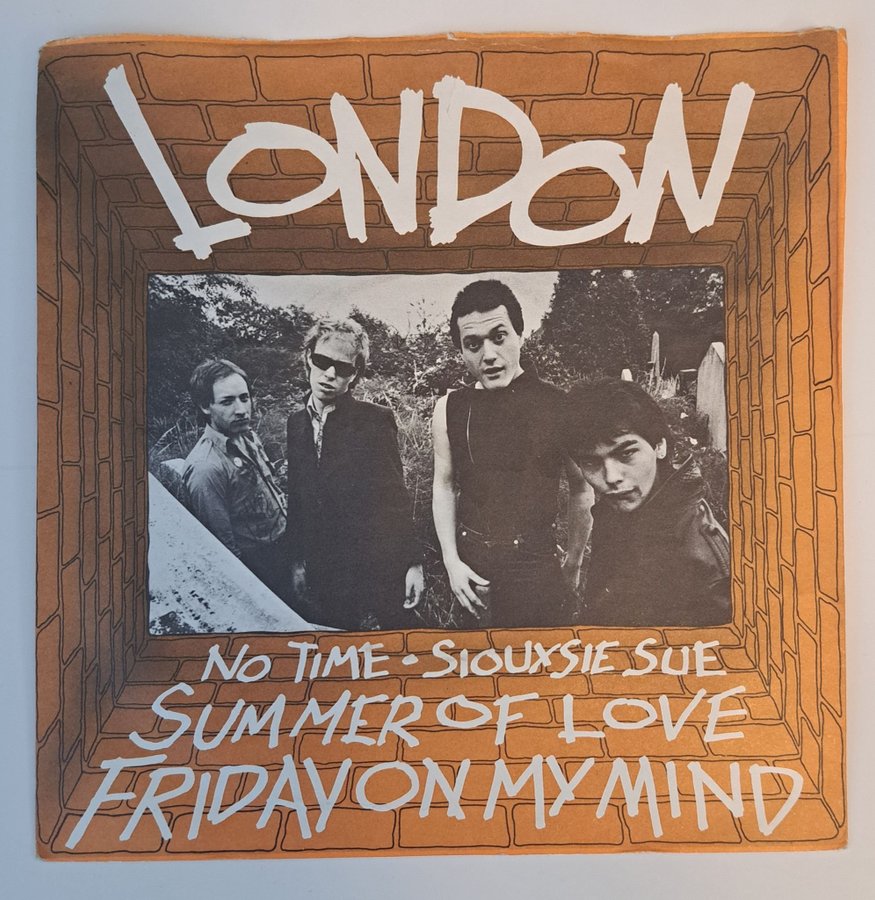 LONDON
NO TIME • SIOUXSIE SUE
SUMMER OF LOVE
FRIDAY ON MY MIND